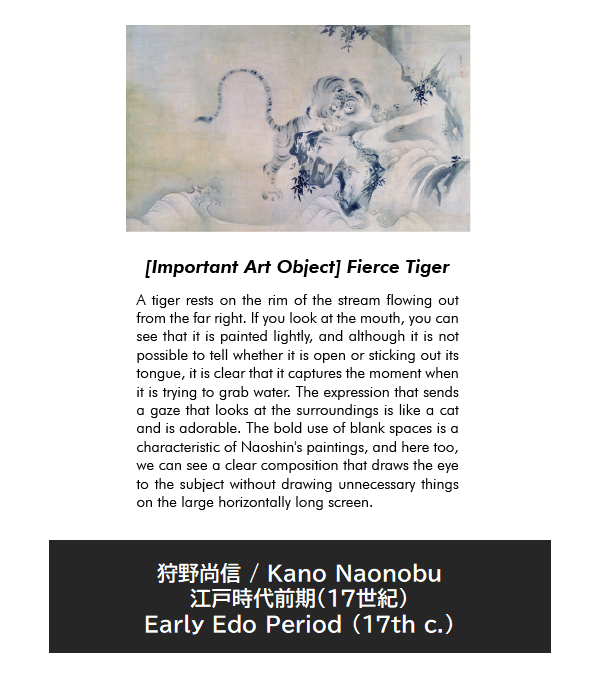 [Important Art Object] Fierce Tiger
A tiger rests on the rim of the stream flowing out
from the far right. If you look at the mouth, you can
see that it is painted lightly, and although it is not
possible to tell whether it is open or sticking out its
tongue, it is clear that it captures the moment when
it is trying to grab water. The expression that sends
a gaze that looks at the surroundings is like a cat
and is adorable. The bold use of blank spaces is a
characteristic of Naoshin's paintings, and here too,
we can see a clear composition that draws the eye
to the subject without drawing unnecessary things
on the large horizontally long screen.
狩野尚信 / Kano Naonobu
江戸時代前期(17世紀)
Early Edo Period (17th c.)